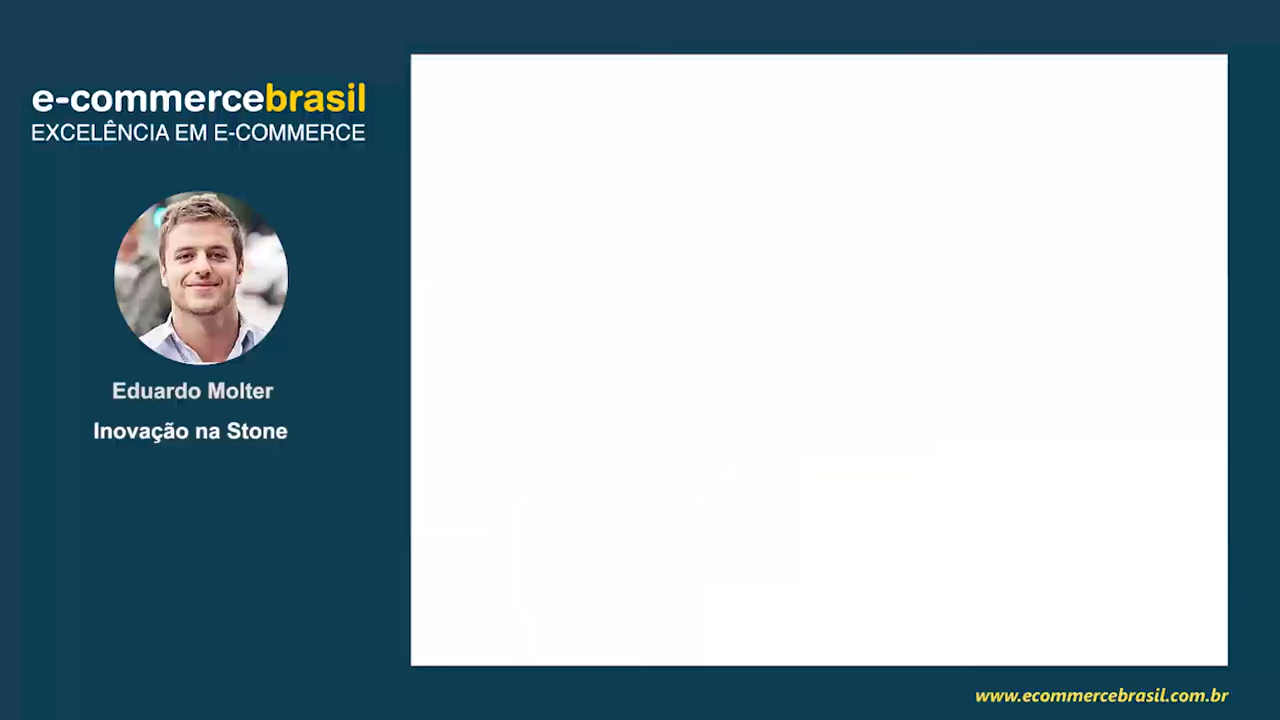 e-commercebrasil
EXCELÊNCIA EM E-COMMERCE
Eduardo Molter
Inovação na Stone
www.ecommercebrasil.com.br